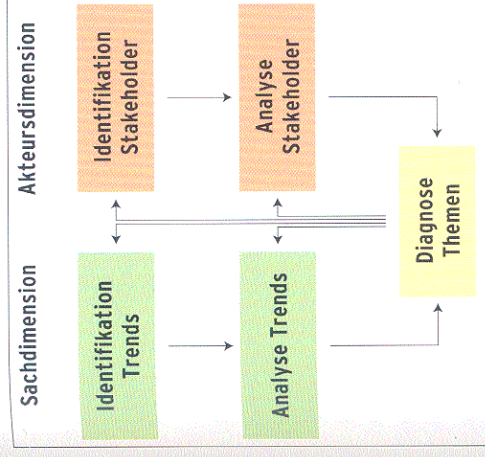 Sachdimension
Akteursdimension
Identifikation
Trends
Identifikation
Stakeholder
Analyse Trends
Analyse
Stakeholder
Diagnose
Themen